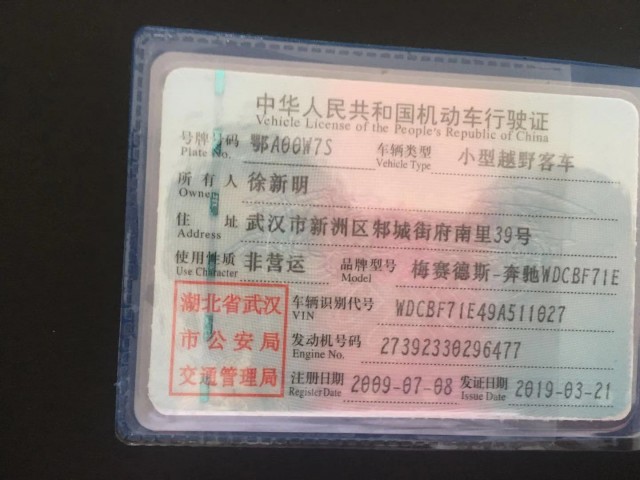 中华人民共和国机动车行驶证
Vehicle License of the People's Republic of China
号牌号码 鄂A00W7S 车辆类型 小型越野客车
Plate No. Vehicle Type
所有人 徐新明
Owner
住址 武汉市新洲区邾城街府南里39号
Address
使用性质 非营运 品牌型号 梅赛德斯-奔驰WDCBF71E
Use Character Model
湖北省武汉
市公安局
交通管理局
车辆识别代号 WDCBF71E49A511027
VIN
发动机号码 27392330296477
Engine No.
注册日期 2009-07-08 发证日期 2019-03-21
Register Date Issue Date